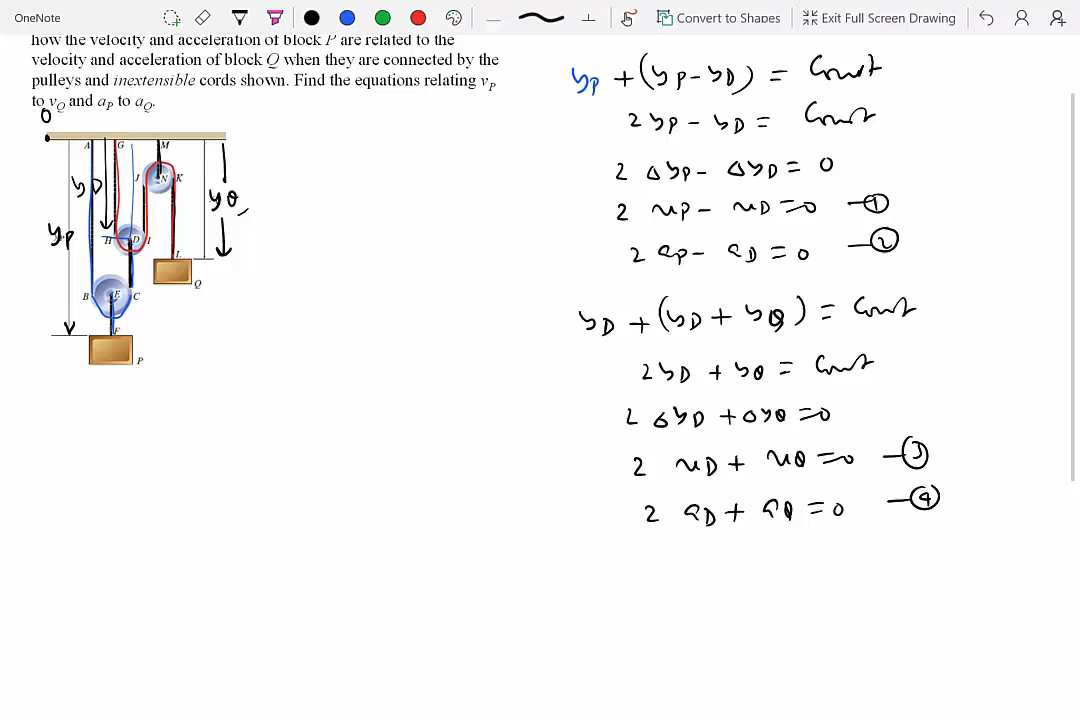 OneNote
Convert to Shapes
Exit Full Screen Drawing
how the velocity and acceleration of block P are related to the
velocity and acceleration of block Q when they are connected by the
pulleys and inextensible cords shown. Find the equations relating vP
to vQ and aP to aQ.
O
A G M
J N K
yD
yQ
yP
H D I
L
Q
B E C
F
P
yP + (yP - yD) = Const
2yP - yD = Const
2 ΔyP - ΔyD = 0
2 vP - vD = 0 —①
2 aP - aD = 0 —②
yD + (yD + yQ) = Const
2yD + yQ = Const
2 ΔyD + ΔyQ = 0
2 vD + vQ = 0 —③
2 aD + aQ = 0 —④